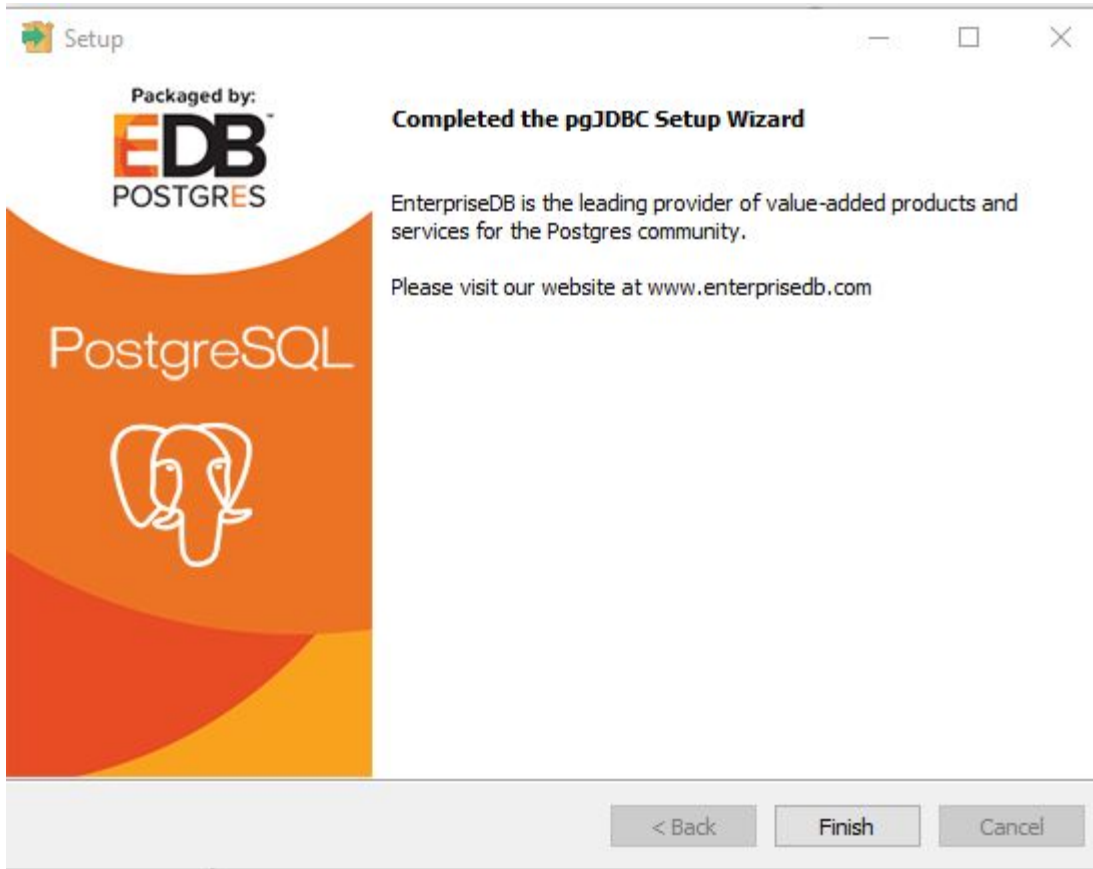 Setup
Packaged by:
EDB™
POSTGRES
PostgreSQL
Completed the pgJDBC Setup Wizard
EnterpriseDB is the leading provider of value-added products and
services for the Postgres community.
Please visit our website at www.enterprisedb.com
< Back
Finish
Cancel